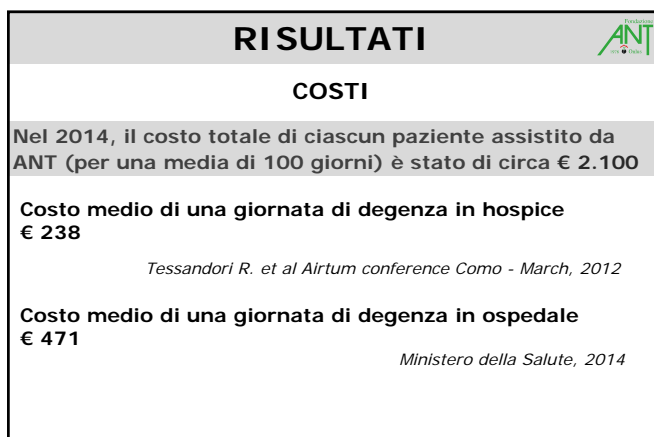 RISULTATI
Fondazione
ANT
COSTI
Nel 2014, il costo totale di ciascun paziente assistito da
ANT (per una media di 100 giorni) è stato di circa € 2.100
Costo medio di una giornata di degenza in hospice
€ 238
Tessandori R. et al Airtum conference Como - March, 2012
Costo medio di una giornata di degenza in ospedale
€ 471
Ministero della Salute, 2014